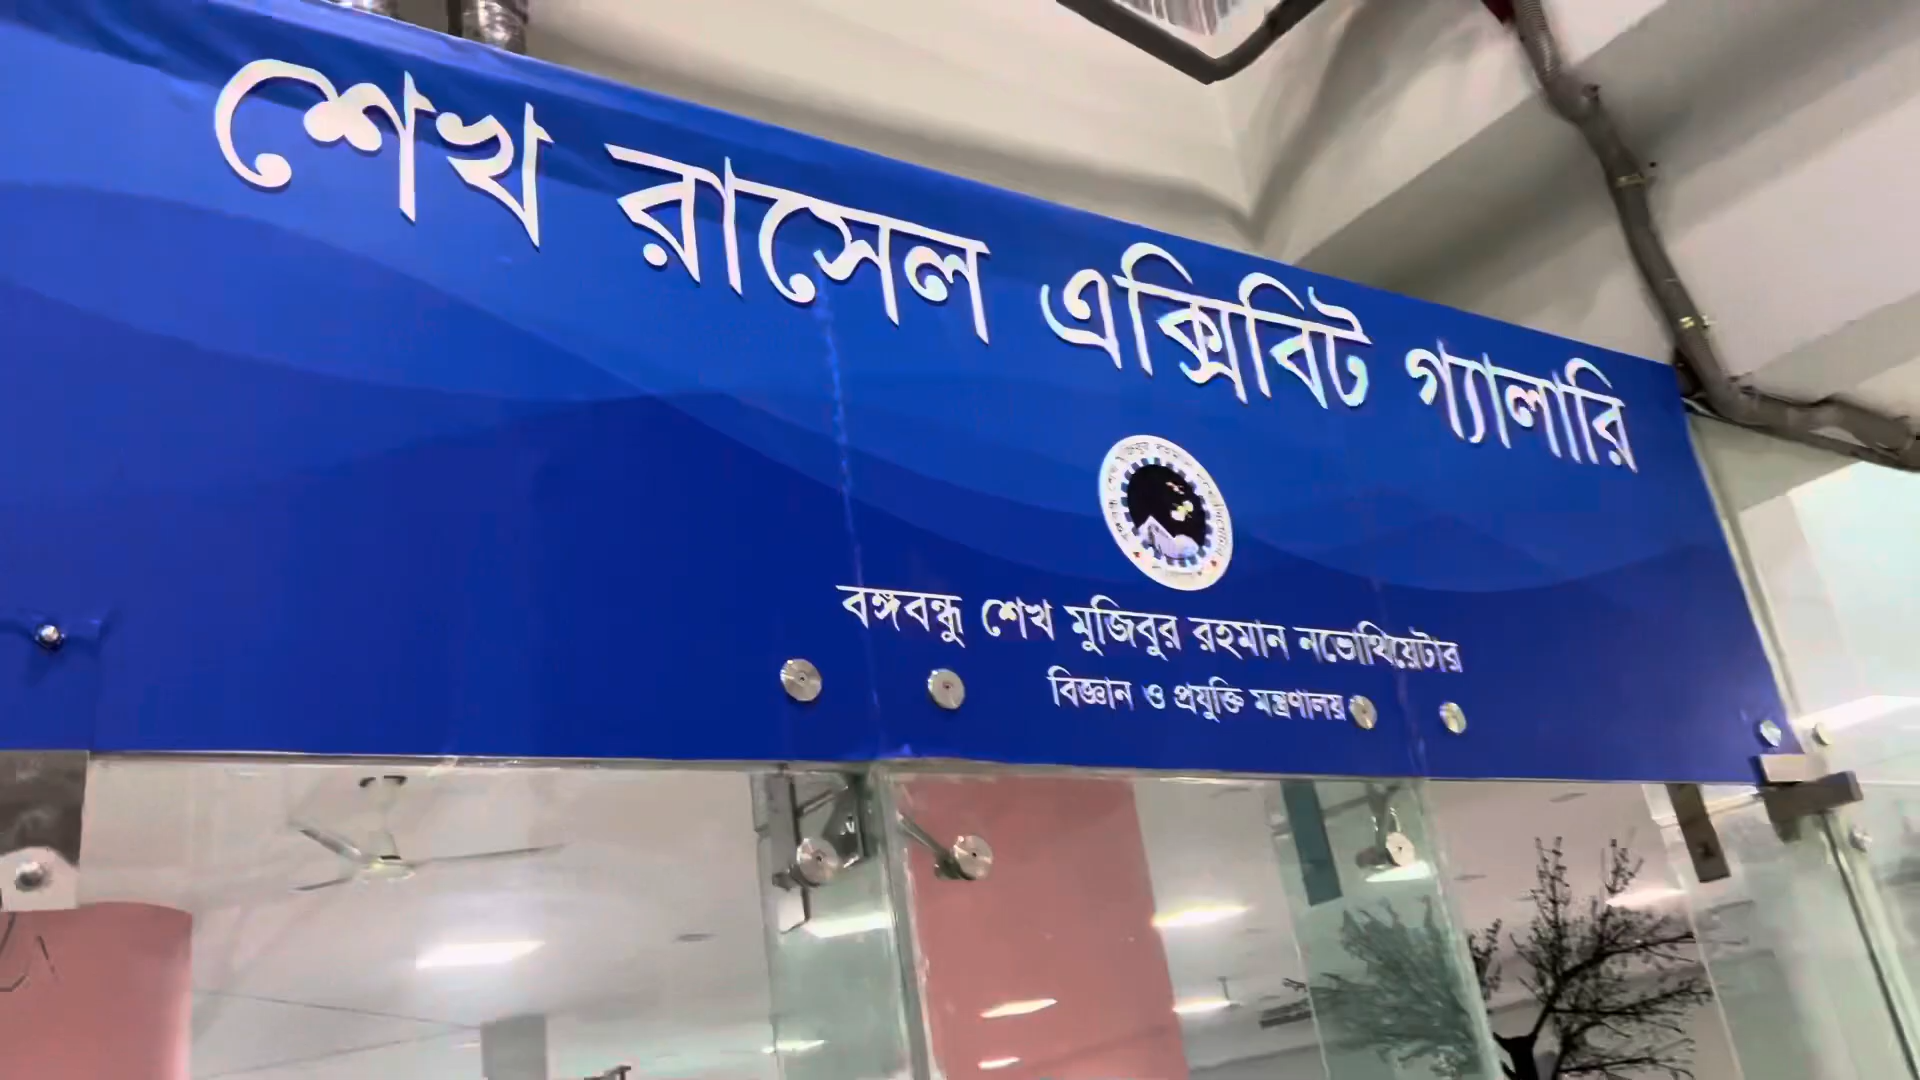 শেখ রাসেল এক্সিবিট গ্যালারি
বঙ্গবন্ধু শেখ মুজিবুর রহমান নভোথিয়েটার
বিজ্ঞান ও প্রযুক্তি মন্ত্রণালয়